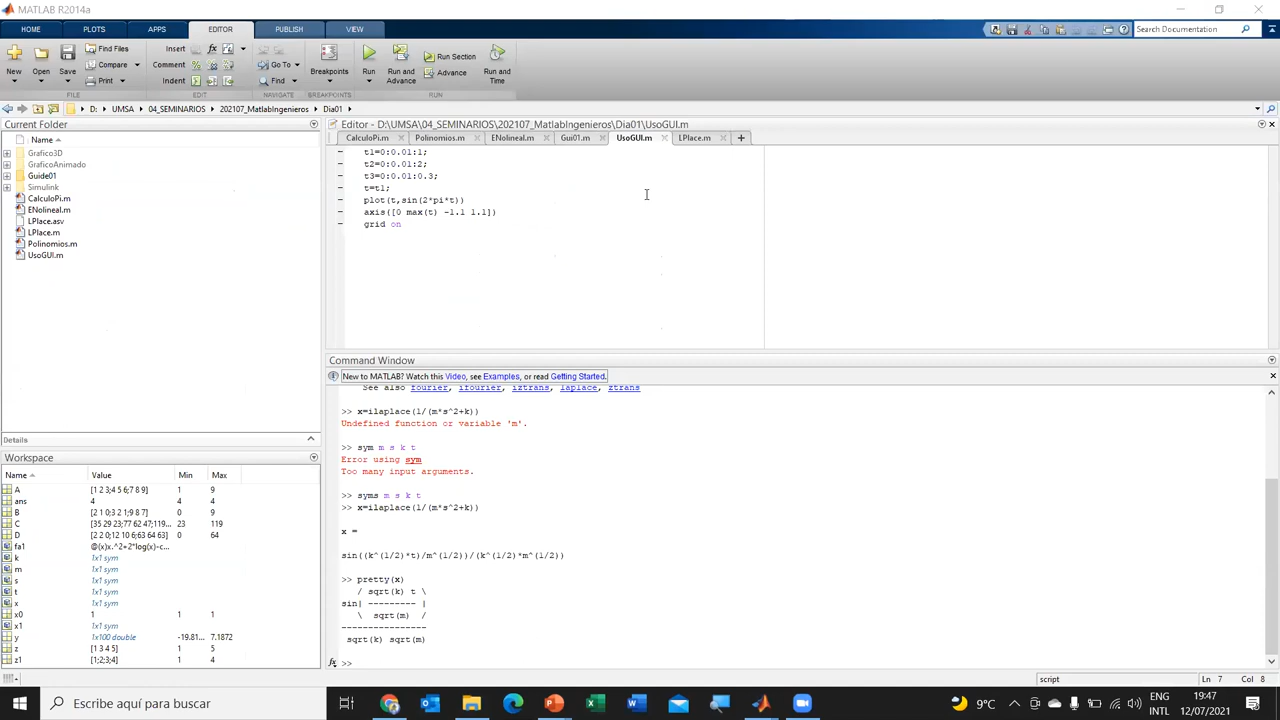 MATLAB R2014a
HOME PLOTS APPS EDITOR PUBLISH VIEW Search Documentation
Find Files Insert fx Run Section
Compare Comment Go To Advance
New Open Save Print Indent Find Breakpoints Run Run and Advance Run and Time
FILE EDIT NAVIGATE BREAKPOINTS RUN
D: UMSA 04_SEMINARIOS 202107_MatlabIngenieros Dia01
Current Folder
Name
Grafico3D
GraficoAnimado
Guide01
Simulink
CalculoPi.m
ENolineal.m
LPlace.asv
LPlace.m
Polinomios.m
UsoGUI.m
Details
Workspace
Name Value Min Max
A [1 2 3;4 5 6;7 8 9] 1 9
ans 4 4 4
B [2 1 0;3 2 1;9 8 7] 0 9
C [35 29 23;77 62 47;119... 23 119
D [2 2 0;12 10 6;63 64 63] 0 64
fa1 @(x)x.^2+2*log(x)-c...
k 1x1 sym
m 1x1 sym
s 1x1 sym
t 1x1 sym
x 1x1 sym
x0 1 1 1
x1 1x1 sym
y 1x100 double -19.81... 7.1872
z [1 3 4 5] 1 5
z1 [1;2;3;4] 1 4
Editor - D:\UMSA\04_SEMINARIOS\202107_MatlabIngenieros\Dia01\UsoGUI.m
CalculoPi.m Polinomios.m ENolineal.m Gui01.m UsoGUI.m LPlace.m
t1=0:0.01:1;
t2=0:0.01:2;
t3=0:0.01:0.3;
t=t1;
plot(t,sin(2*pi*t))
axis([0 max(t) -1.1 1.1])
grid on
Command Window
New to MATLAB? Watch this Video, see Examples, or read Getting Started.
See also fourier, ifourier, iztrans, laplace, ztrans
>> x=ilaplace(1/(m*s^2+k))
Undefined function or variable 'm'.
>> sym m s k t
Error using sym
Too many input arguments.
>> syms m s k t
>> x=ilaplace(1/(m*s^2+k))
x =
sin((k^(1/2)*t)/m^(1/2))/(k^(1/2)*m^(1/2))
>> pretty(x)
/ sqrt(k) t \
sin| --------- |
\ sqrt(m) /
----------------
sqrt(k) sqrt(m)
fx >>
script Ln 7 Col 8
Escribe aquí para buscar
9°C
ENG
INTL
19:47
12/07/2021